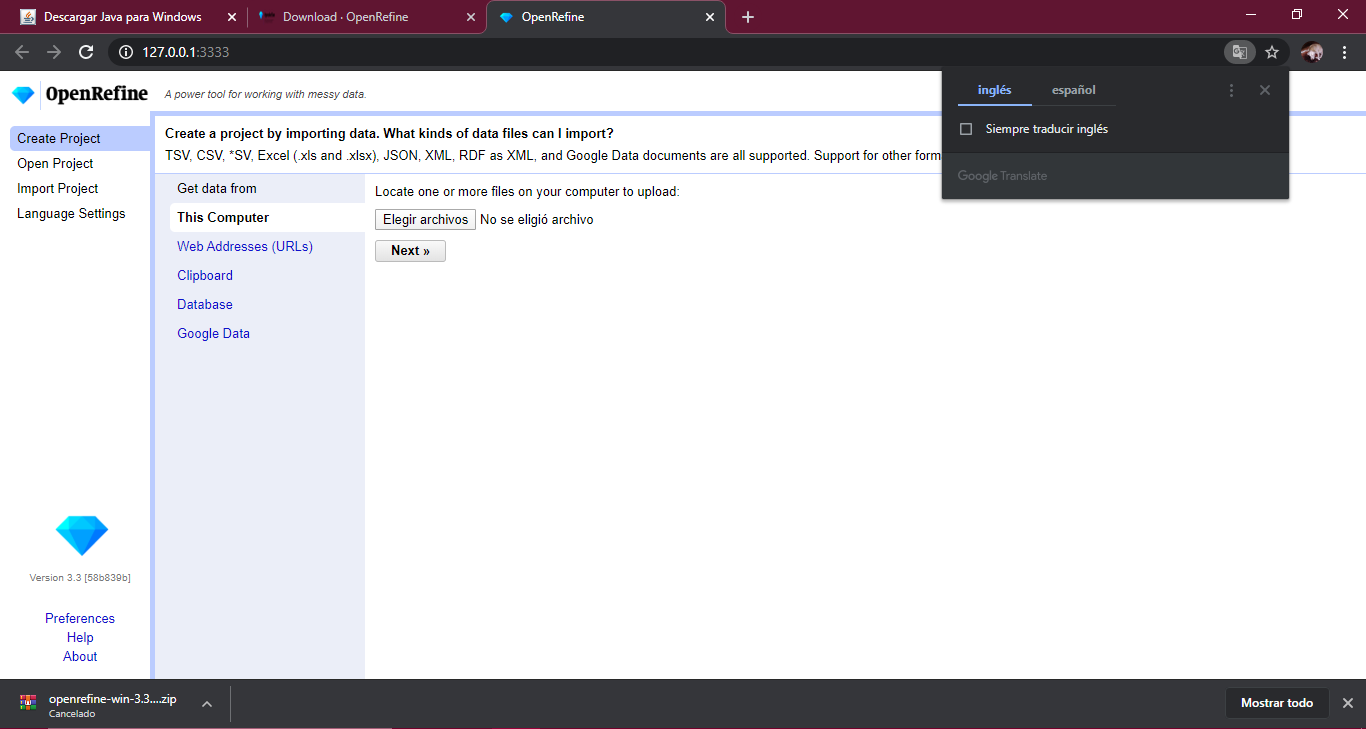 Descargar Java para Windows
Download · OpenRefine
OpenRefine
127.0.0.1:3333
OpenRefine
A power tool for working with messy data.
inglés
español
Siempre traducir inglés
Google Translate
Create Project
Open Project
Import Project
Language Settings
Create a project by importing data. What kinds of data files can I import?
TSV, CSV, *SV, Excel (.xls and .xlsx), JSON, XML, RDF as XML, and Google Data documents are all supported. Support for other form
Get data from
This Computer
Web Addresses (URLs)
Clipboard
Database
Google Data
Locate one or more files on your computer to upload:
Elegir archivos No se eligió archivo
Next »
Version 3.3 [58b839b]
Preferences
Help
About
openrefine-win-3.3....zip
Cancelado
Mostrar todo